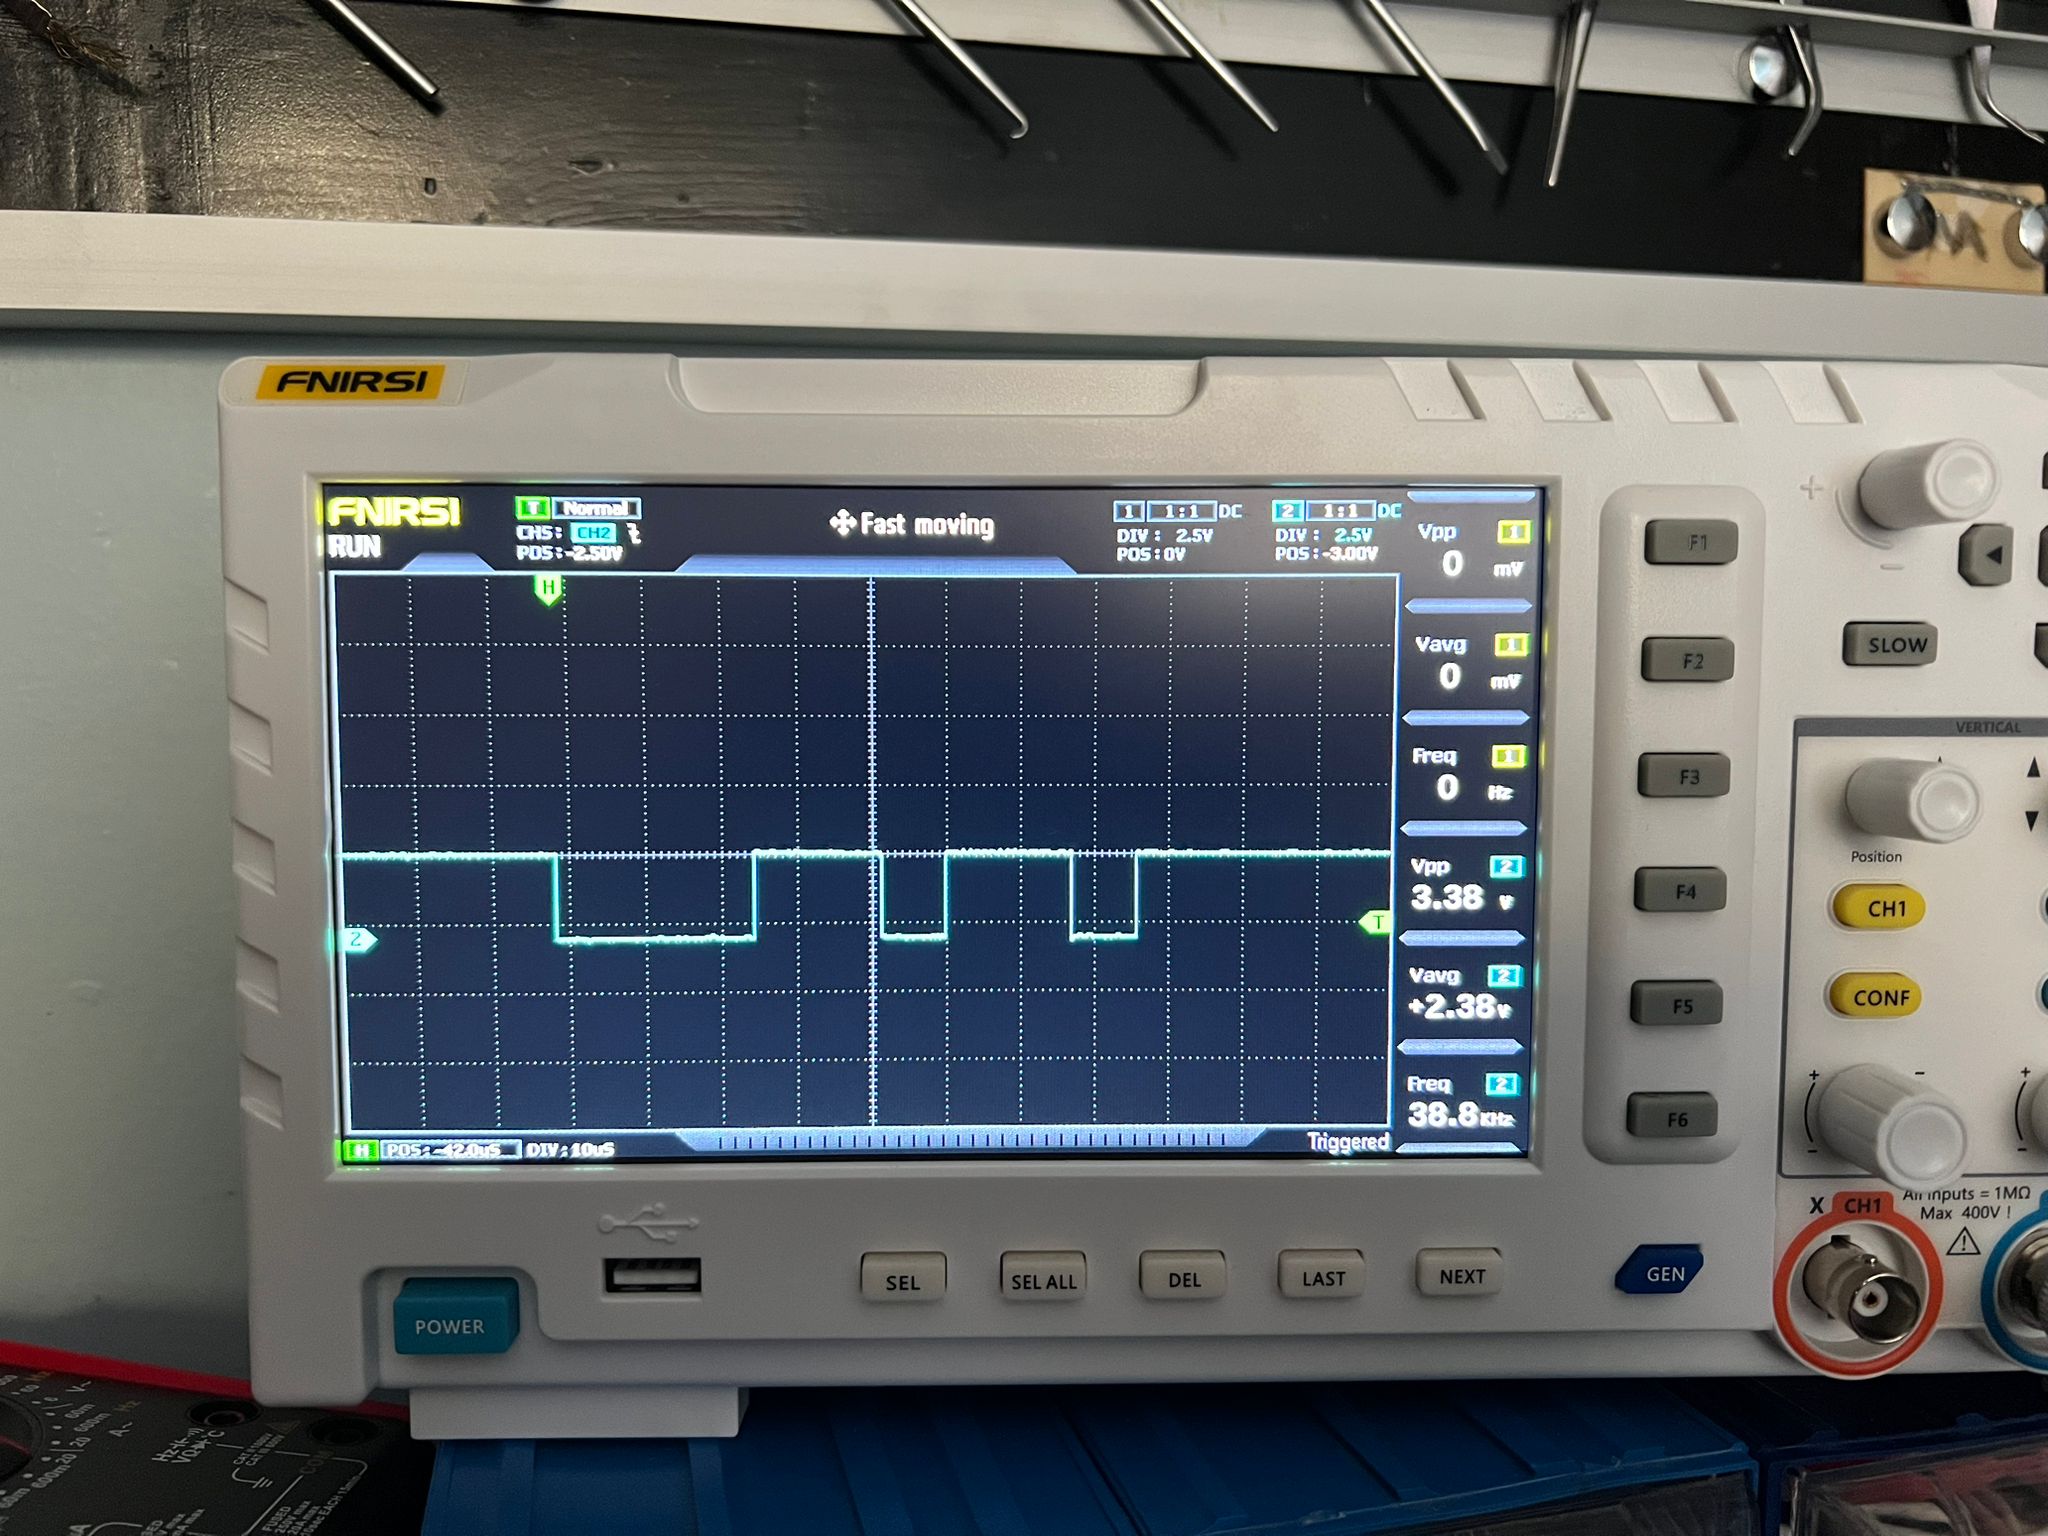 FNIRSI
FNIRSI
RUN
T Normal
CHS: CH2
POS:-2.50V
Fast moving
1 1:1 DC
DIV: 2.5V
POS:0V
2 1:1 DC
DIV: 2.5V
POS:-3.00V
H
Vpp 1
0 mV
Vavg 1
0 mV
Freq 1
0 Hz
Vpp 2
3.38 V
Vavg 2
+2.38V
Freq 2
38.8KHz
2
T
H POS:-42.0uS DIV:10uS
Triggered
F1
F2
F3
F4
F5
F6
SLOW
VERTICAL
Position
CH1
CONF
All inputs = 1MΩ
Max 400V !
X CH1
POWER
SEL
SEL ALL
DEL
LAST
NEXT
GEN